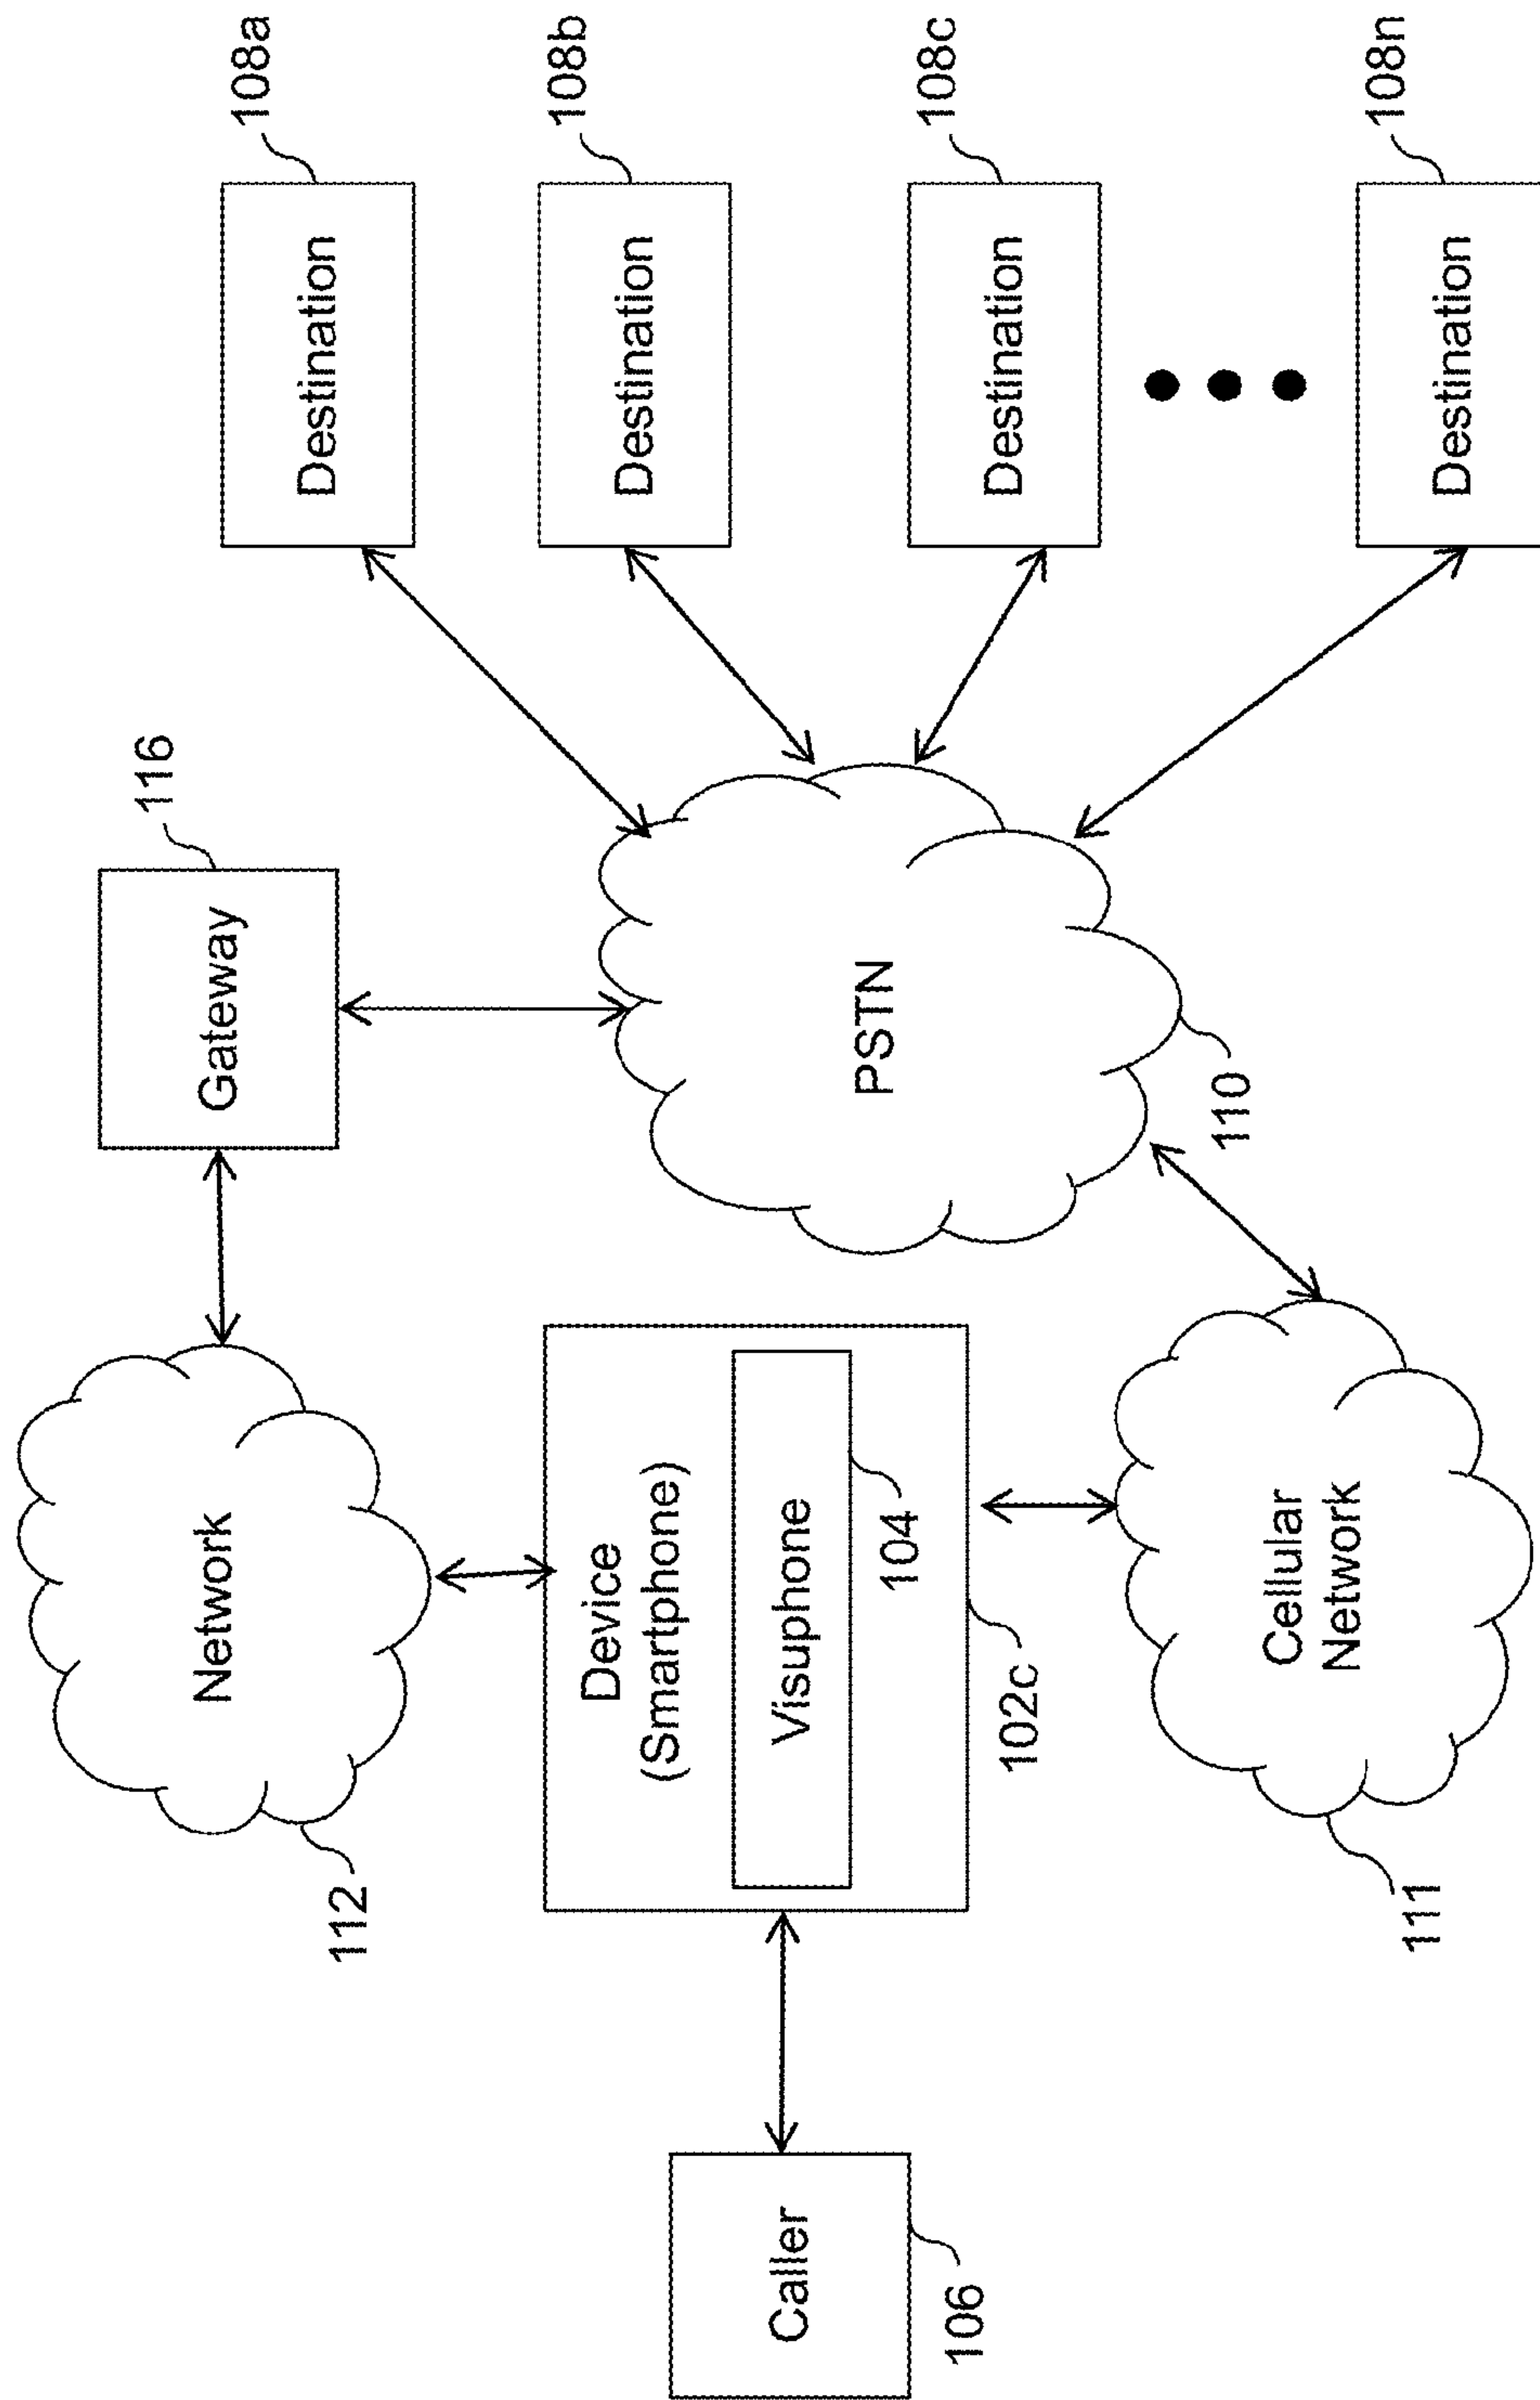 112
Network
Gateway
116
Destination
108a
Destination
108b
Caller
106
Device
(Smartphone)
Visuphone
104
102c
PSTN
110
Destination
108c
Cellular
Network
111
Destination
108n